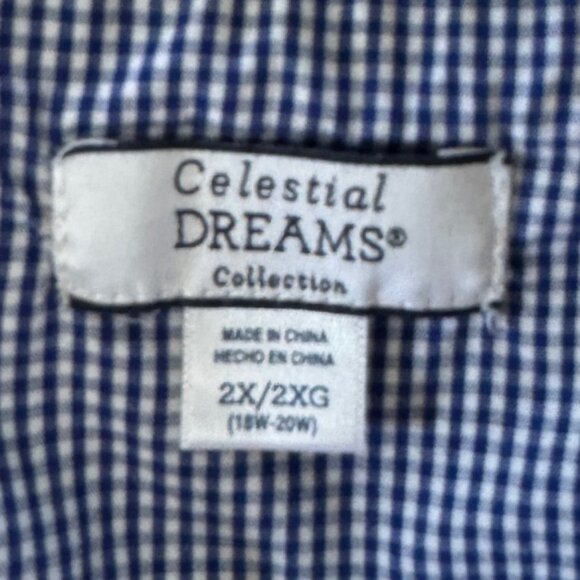 Celestial
DREAMS®
Collection
MADE IN CHINA
HECHO EN CHINA
2X/2XG
(18W-20W)